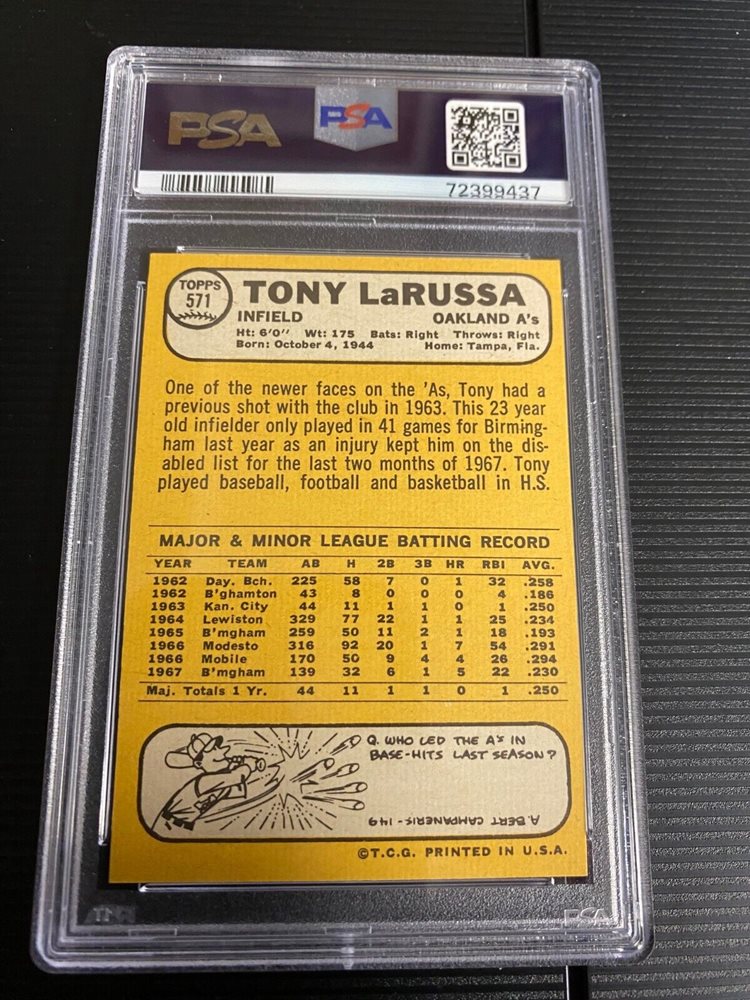 PSA
PSA
72399437
TOPPS
571
TONY LaRUSSA
INFIELD OAKLAND A's
Ht: 6'0" Wt: 175 Bats: Right Throws: Right
Born: October 4, 1944 Home: Tampa, Fla.
One of the newer faces on the 'As, Tony had a
previous shot with the club in 1963. This 23 year
old infielder only played in 41 games for Birming-
ham last year as an injury kept him on the dis-
abled list for the last two months of 1967. Tony
played baseball, football and basketball in H.S.
MAJOR & MINOR LEAGUE BATTING RECORD
YEAR TEAM AB H 2B 3B HR RBI AVG.
1962 Day. Bch. 225 58 7 0 1 32 .258
1962 B'ghamton 43 8 0 0 0 4 .186
1963 Kan. City 44 11 1 1 0 1 .250
1964 Lewiston 329 77 22 1 1 25 .234
1965 B'mgham 259 50 11 2 1 18 .193
1966 Modesto 316 92 20 1 7 54 .291
1966 Mobile 170 50 9 4 4 26 .294
1967 B'mgham 139 32 6 1 5 22 .230
Maj. Totals 1 Yr. 44 11 1 1 0 1 .250
Q. WHO LED THE A's IN
BASE-HITS LAST SEASON?
A. BERT CAMPANERIS - 149
©T.C.G. PRINTED IN U.S.A.
PSA